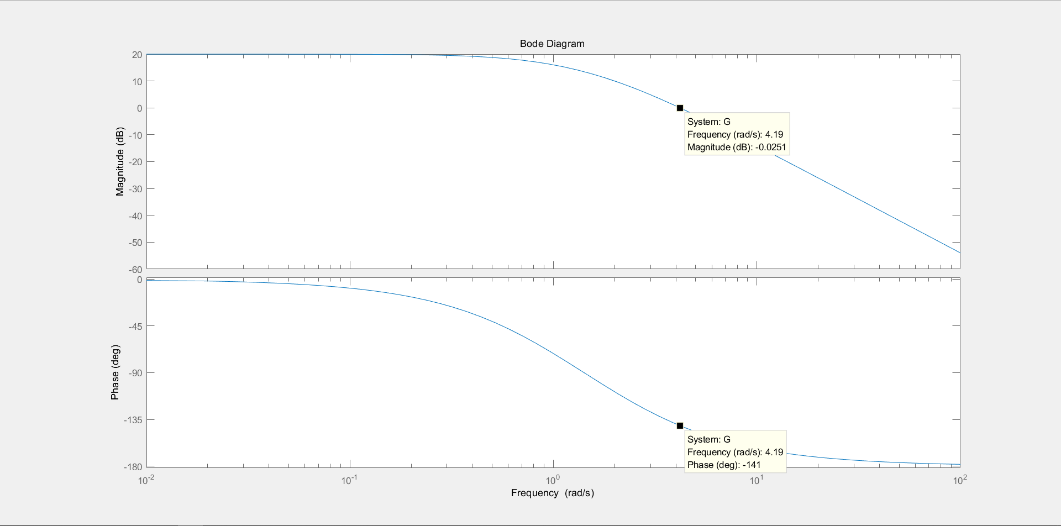 Bode Diagram
20
10
0
-10
-20
-30
-40
-50
-60
Magnitude (dB)
System: G
Frequency (rad/s): 4.19
Magnitude (dB): -0.0251
0
-45
-90
-135
-180
Phase (deg)
System: G
Frequency (rad/s): 4.19
Phase (deg): -141
10-2 10-1 100 101 102
Frequency (rad/s)